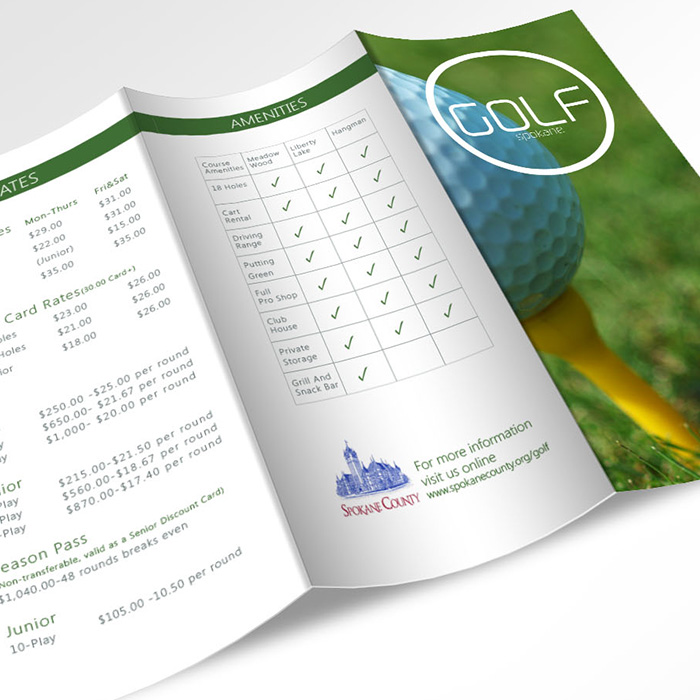 ATES
es Mon-Thurs Fri&Sat
$29.00 $31.00
$22.00 $31.00
(Junior) $15.00
$35.00 $35.00
Card Rates(30.00 Card*)
oles $23.00 $26.00
Holes $21.00 $26.00
ior $18.00 $26.00
y $250.00 -$25.00 per round
y $650.00- $21.67 per round
y $1,000- $20.00 per round
nior
Play $215.00-$21.50 per round
Play $560.00-$18.67 per round
-Play $870.00-$17.40 per round
eason Pass
Non-transferable, valid as a Senior Discount Card)
$1,040.00-48 rounds breaks even
Junior
10-Play $105.00 -10.50 per round
AMENITIES
Course Amenities Meadow Wood Liberty Lake Hangman
18 Holes ✓ ✓ ✓
Cart Rental ✓ ✓ ✓
Driving Range ✓ ✓ ✓
Putting Green ✓ ✓ ✓
Full Pro Shop ✓ ✓ ✓
Club House ✓ ✓ ✓
Private Storage ✓
Grill And Snack Bar ✓
SPOKANE COUNTY
For more information
visit us online
www.spokanecounty.org/golf
GOLF
spokane